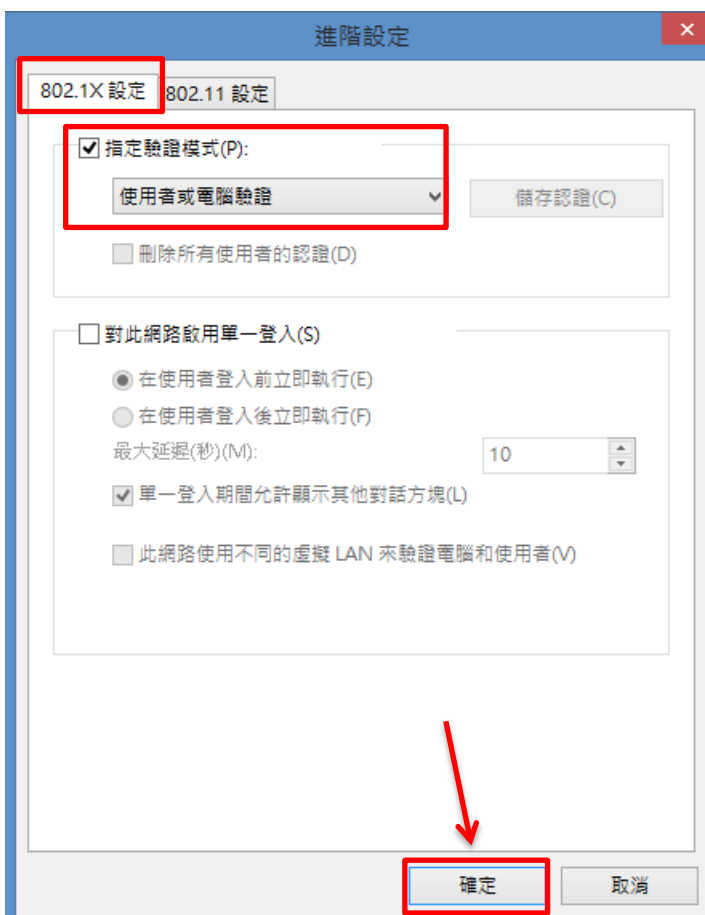 進階設定
802.1X 設定
802.11 設定
指定驗證模式(P):
使用者或電腦驗證
儲存認證(C)
刪除所有使用者的認證(D)
對此網路啟用單一登入(S)
在使用者登入前立即執行(E)
在使用者登入後立即執行(F)
最大延遲(秒)(M):
10
單一登入期間允許顯示其他對話方塊(L)
此網路使用不同的虛擬 LAN 來驗證電腦和使用者(V)
確定
取消